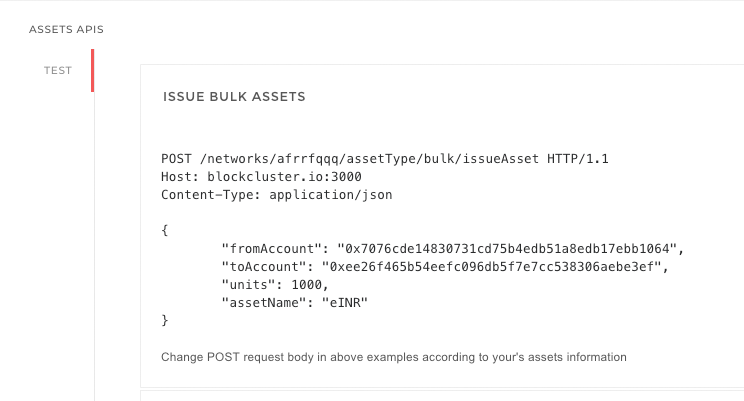 ASSETS APIS
TEST
ISSUE BULK ASSETS
POST /networks/afrrfqqq/assetType/bulk/issueAsset HTTP/1.1
Host: blockcluster.io:3000
Content-Type: application/json
{
"fromAccount": "0x7076cde14830731cd75b4edb51a8edb17ebb1064",
"toAccount": "0xee26f465b54eefc096db5f7e7cc538306aebe3ef",
"units": 1000,
"assetName": "eINR"
}
Change POST request body in above examples according to your's assets information